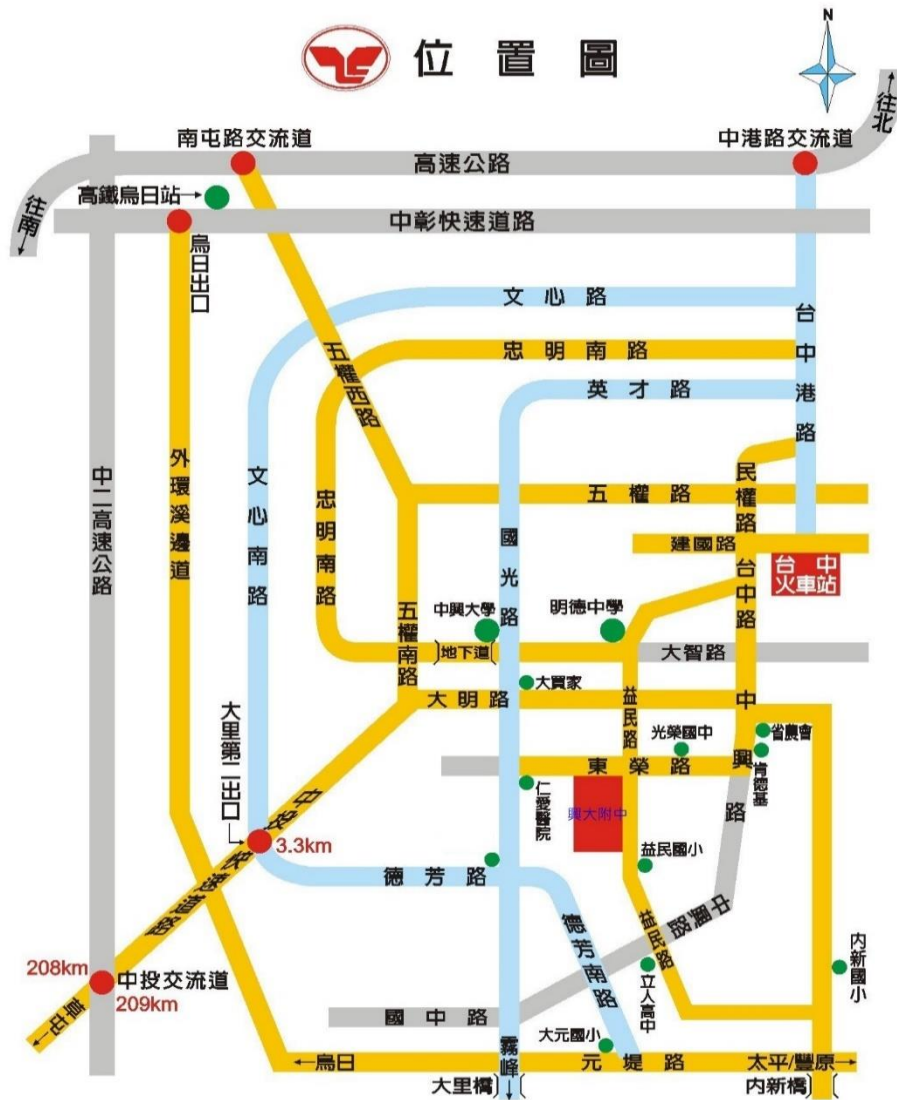 位置圖
N
往北
南屯路交流道
中港路交流道
高速公路
高鐵烏日站
往南
中彰快速道路
烏日出口
文心路
台中港路
忠明南路
五權西路
英才路
民權路
中二高速公路
外環溪邊道
文心南路
忠明南路
五權路
國光路
建國路
台中路
台中
火車站
中興大學
明德中學
五權南路
地下道
大智路
大買家
益民路
大明路
中興路
大里第二出口
光榮國中
省農會
東榮路
肯德基
仁愛醫院
興大附中
中投快速道路
3.3km
益民國小
德芳路
中興路
益民路
德芳南路
內新國小
208km
中投交流道
209km
立人高中
草屯
國中路
大元國小
霧峰
烏日
元堤路
太平/豐原
大里橋
內新橋